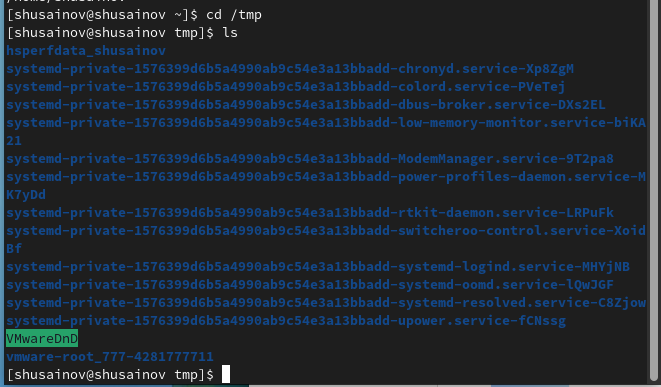 [shusainov@shusainov ~]$ cd /tmp
[shusainov@shusainov tmp]$ ls
hsperfdata_shusainov
systemd-private-1576399d6b5a4990ab9c54e3a13bbadd-chronyd.service-Xp8ZgM
systemd-private-1576399d6b5a4990ab9c54e3a13bbadd-colord.service-PVeTej
systemd-private-1576399d6b5a4990ab9c54e3a13bbadd-dbus-broker.service-DXs2EL
systemd-private-1576399d6b5a4990ab9c54e3a13bbadd-low-memory-monitor.service-biKA
21
systemd-private-1576399d6b5a4990ab9c54e3a13bbadd-ModemManager.service-9T2pa8
systemd-private-1576399d6b5a4990ab9c54e3a13bbadd-power-profiles-daemon.service-M
K7yDd
systemd-private-1576399d6b5a4990ab9c54e3a13bbadd-rtkit-daemon.service-LRPuFk
systemd-private-1576399d6b5a4990ab9c54e3a13bbadd-switcheroo-control.service-Xoid
Bf
systemd-private-1576399d6b5a4990ab9c54e3a13bbadd-systemd-logind.service-MHYjNB
systemd-private-1576399d6b5a4990ab9c54e3a13bbadd-systemd-oomd.service-lQwJGF
systemd-private-1576399d6b5a4990ab9c54e3a13bbadd-systemd-resolved.service-C8Zjow
systemd-private-1576399d6b5a4990ab9c54e3a13bbadd-upower.service-fCNssg
VMwareDnD
vmware-root_777-4281777711
[shusainov@shusainov tmp]$